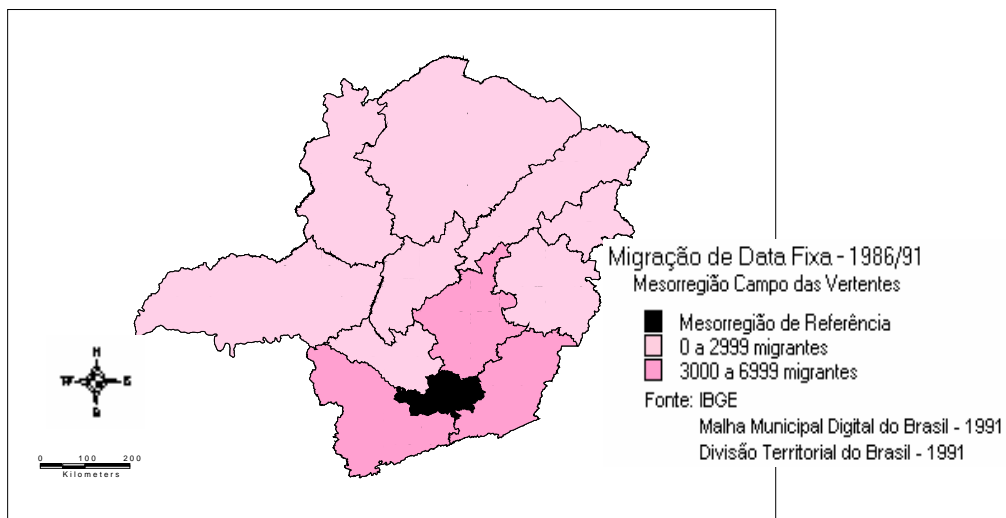 Migração de Data Fixa - 1986/91
Mesorregião Campo das Vertentes
Mesorregião de Referência
0 a 2999 migrantes
3000 a 6999 migrantes
Fonte: IBGE
Malha Municipal Digital do Brasil - 1991
Divisão Territorial do Brasil - 1991
N
W E
S
0 100 200
Kilometers